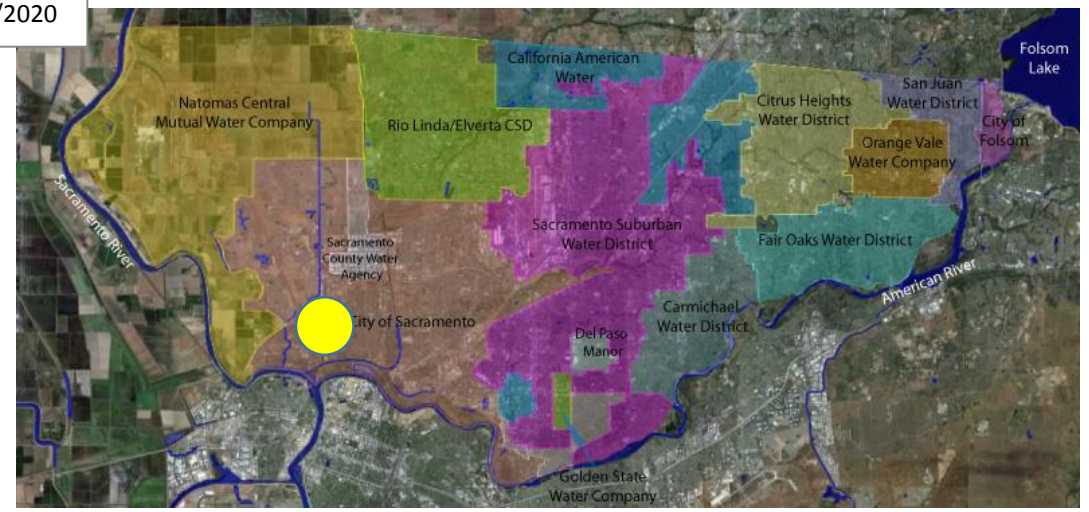 /2020
Folsom
Lake
California American
Water
San Juan
Water District
Natomas Central
Mutual Water Company
Citrus Heights
Water District
City of
Folsom
Rio Linda/Elverta CSD
Orange Vale
Water Company
Sacramento River
Sacramento Suburban
Water District
Fair Oaks Water District
Sacramento
County Water
Agency
American River
Carmichael
Water District
City of Sacramento
Del Paso
Manor
Golden State
Water Company